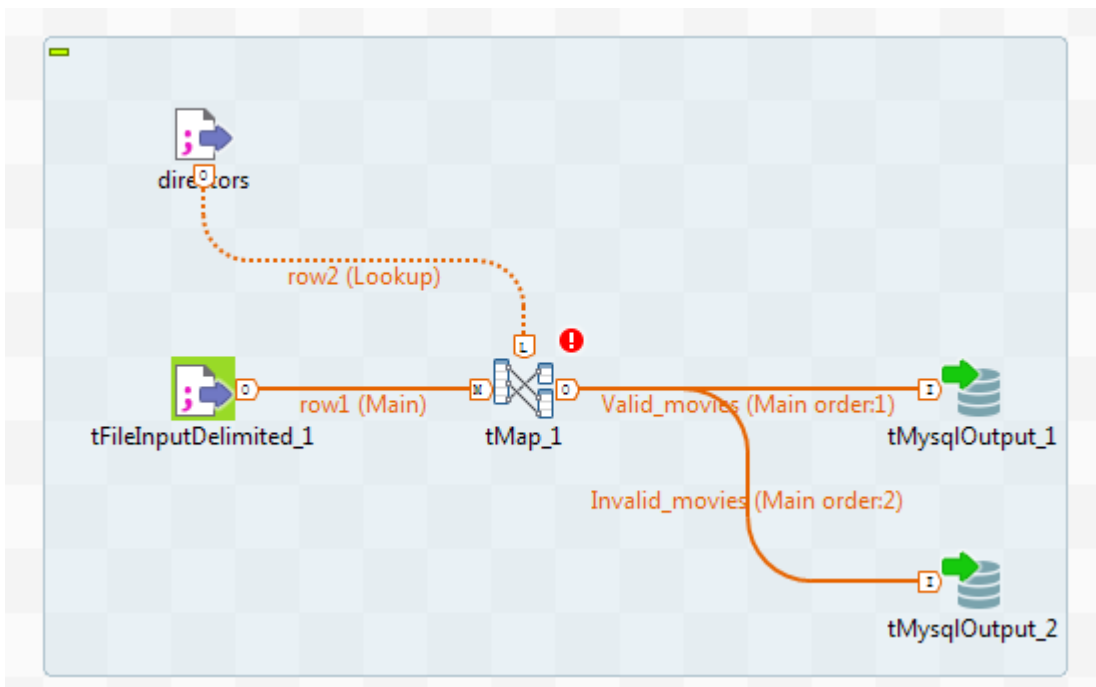 directors
O
row2 (Lookup)
L
!
O
row1 (Main)
M
O
Valid_movies (Main order:1)
I
tFileInputDelimited_1
tMap_1
tMysqlOutput_1
Invalid_movies (Main order:2)
I
tMysqlOutput_2